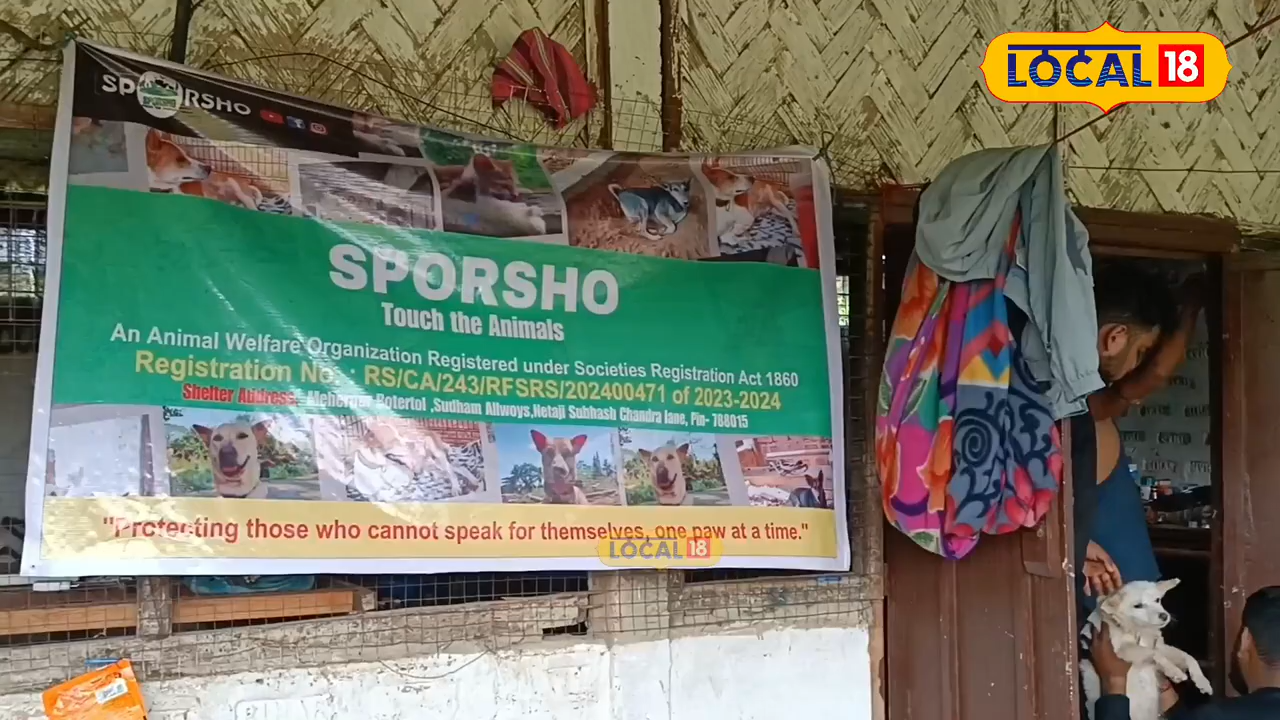 LOCAL 18
SPORSHO
SPORSHO
Touch the Animals
An Animal Welfare Organization Registered under Societies Registration Act 1860
Registration No. : RS/CA/243/RFSRS/202400471 of 2023-2024
Shelter Address: Meherpur Potertol ,Sudham Allwoys,Netaji Subhash Chandra lane, Pin- 788015
"Protecting those who cannot speak for themselves, one paw at a time."
LOCAL 18